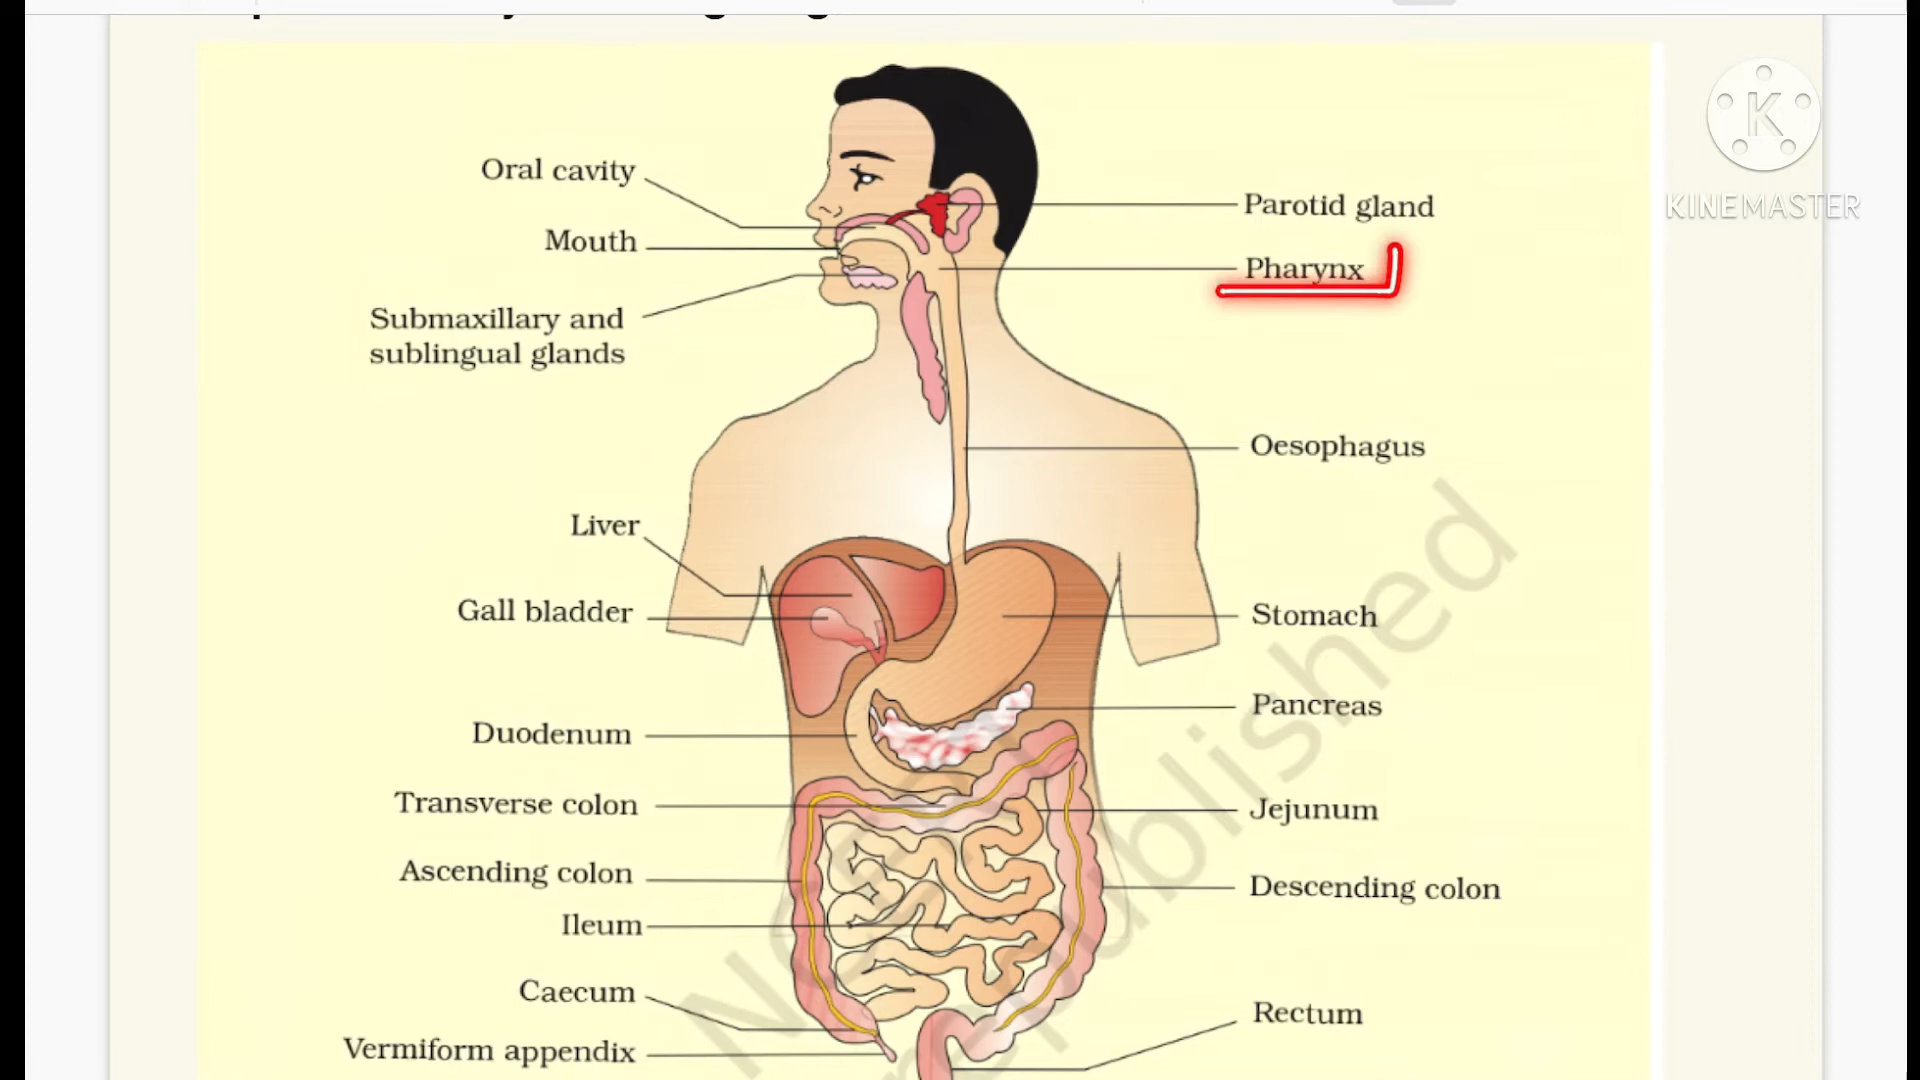 Oral cavity
Parotid gland
Mouth
Pharynx
Submaxillary and
sublingual glands
Oesophagus
Liver
Gall bladder
Stomach
Pancreas
Duodenum
Transverse colon
Jejunum
Ascending colon
Descending colon
Ileum
Caecum
Rectum
Vermiform appendix
K
KINEMASTER
republished